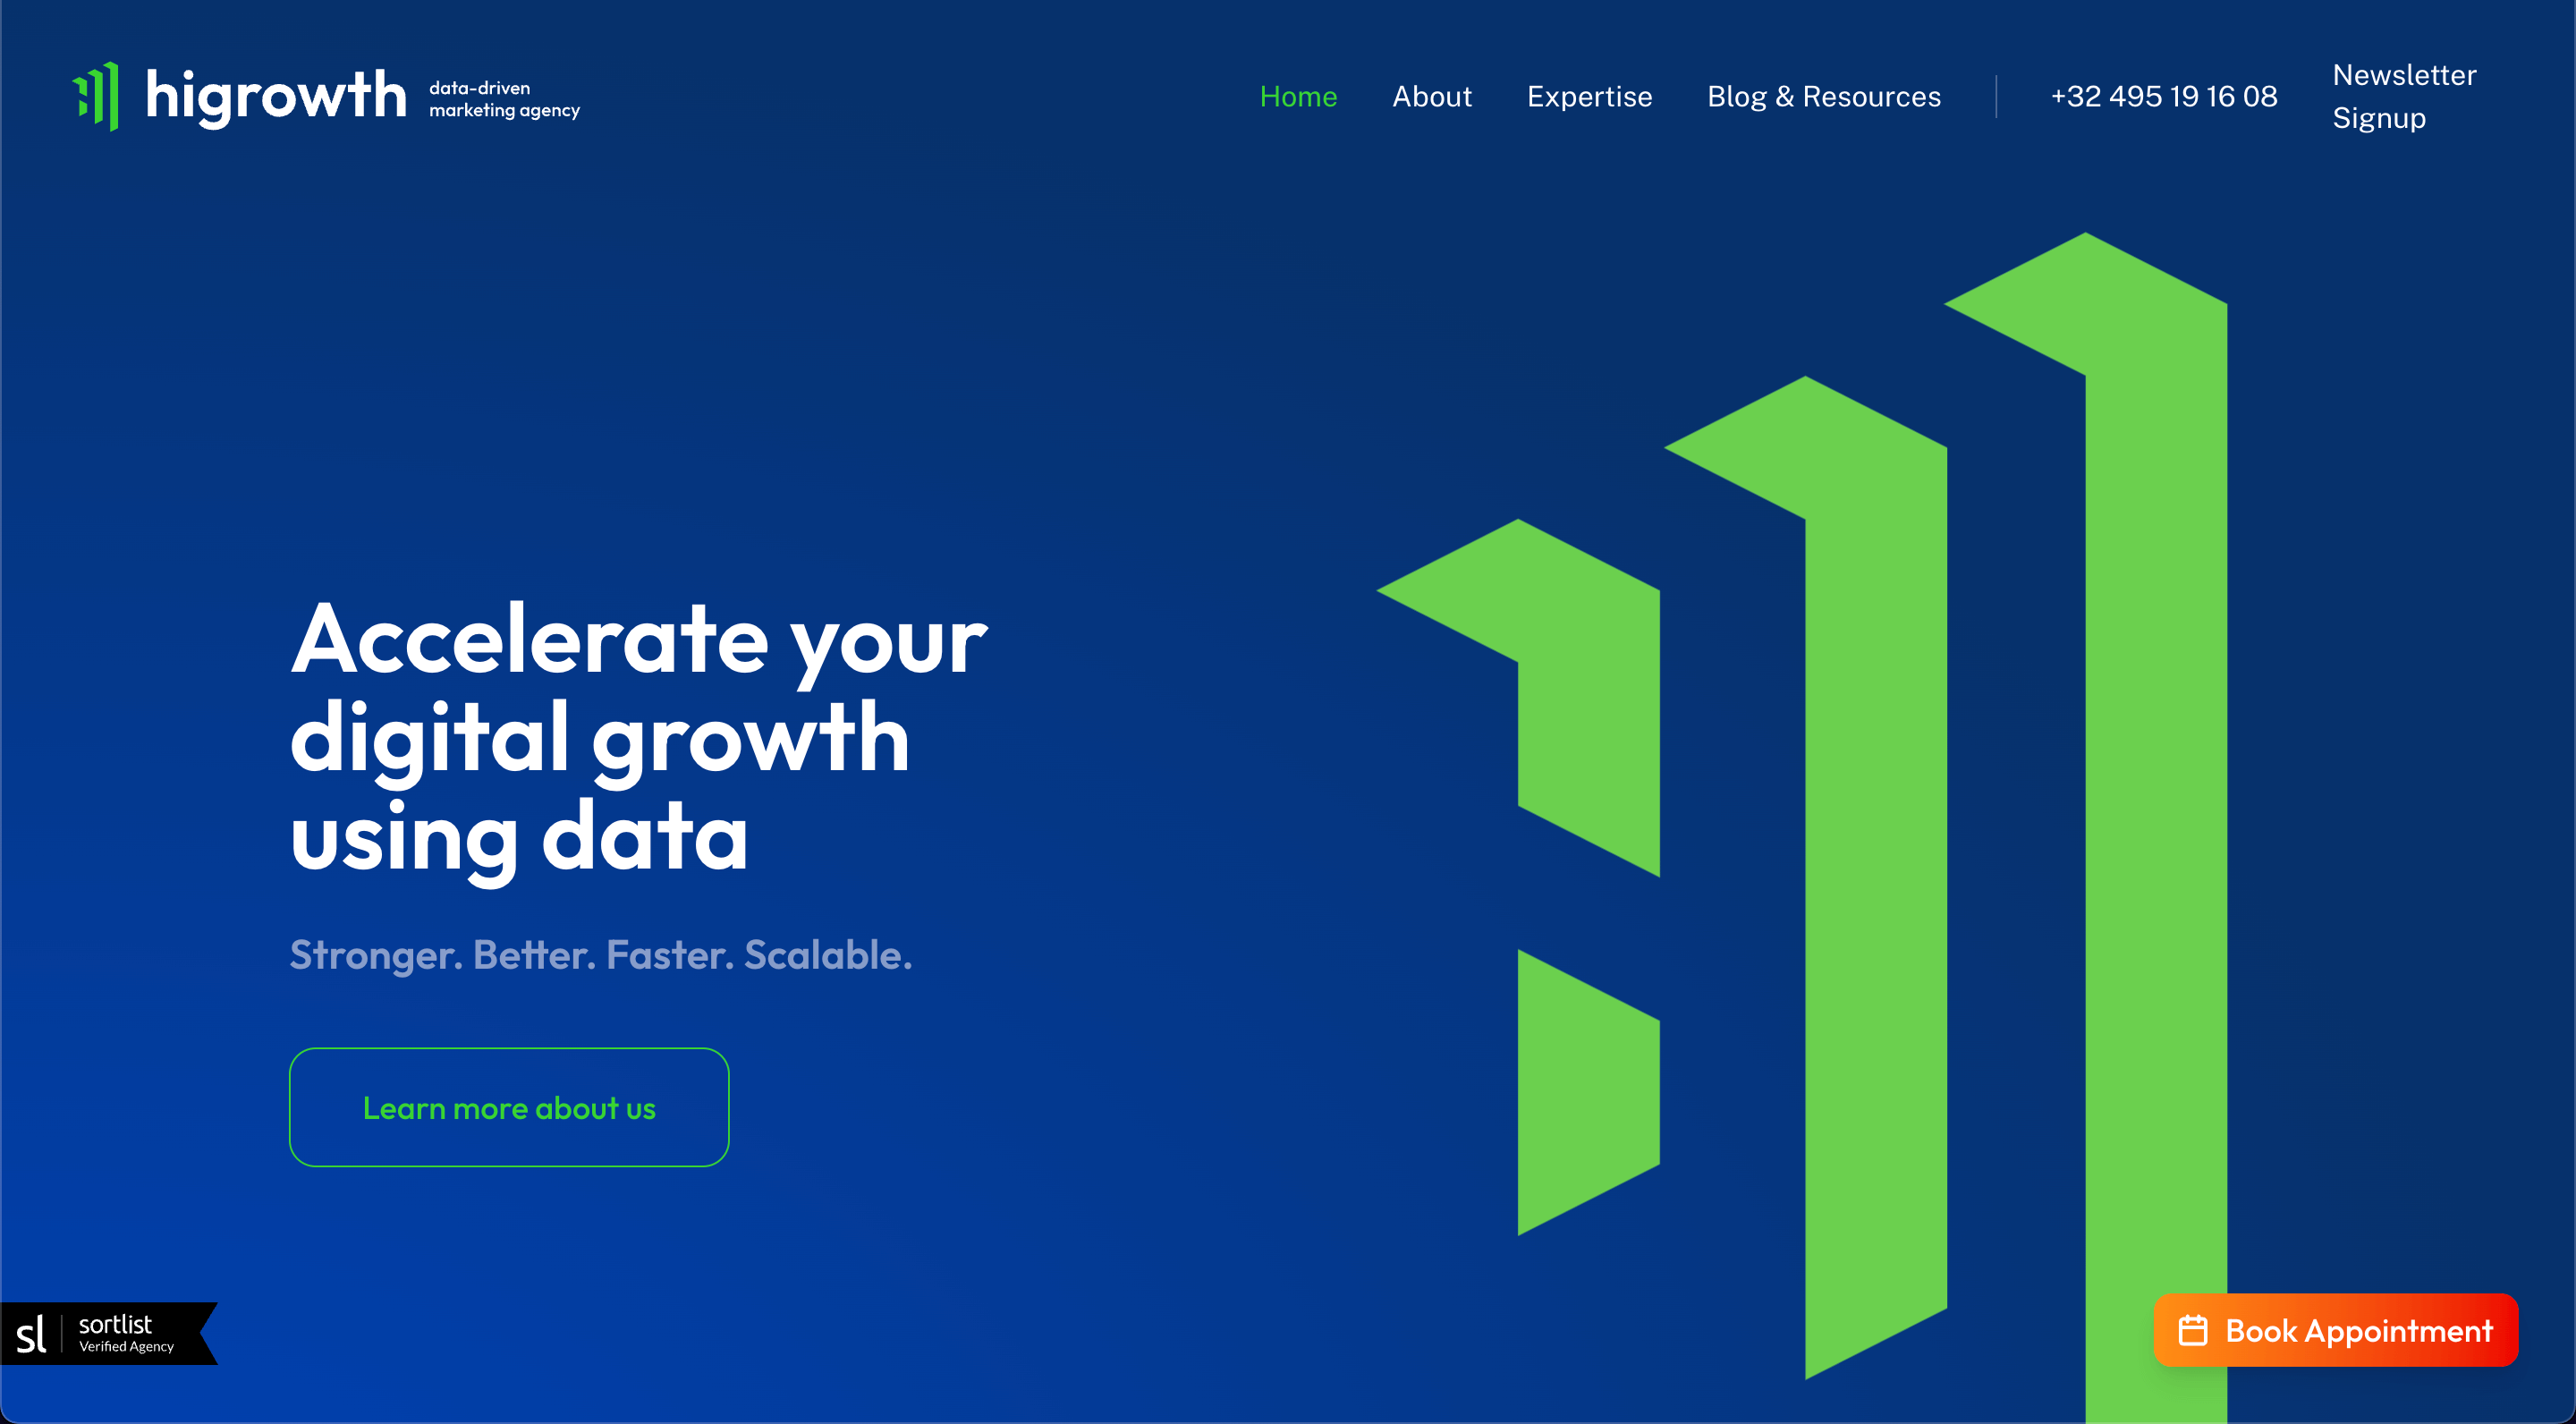 higrowth
data-driven
marketing agency
Home
About
Expertise
Blog & Resources
+32 495 19 16 08
Newsletter
Signup
Accelerate your
digital growth
using data
Stronger. Better. Faster. Scalable.
Learn more about us
sl
sortlist
Verified Agency
Book Appointment